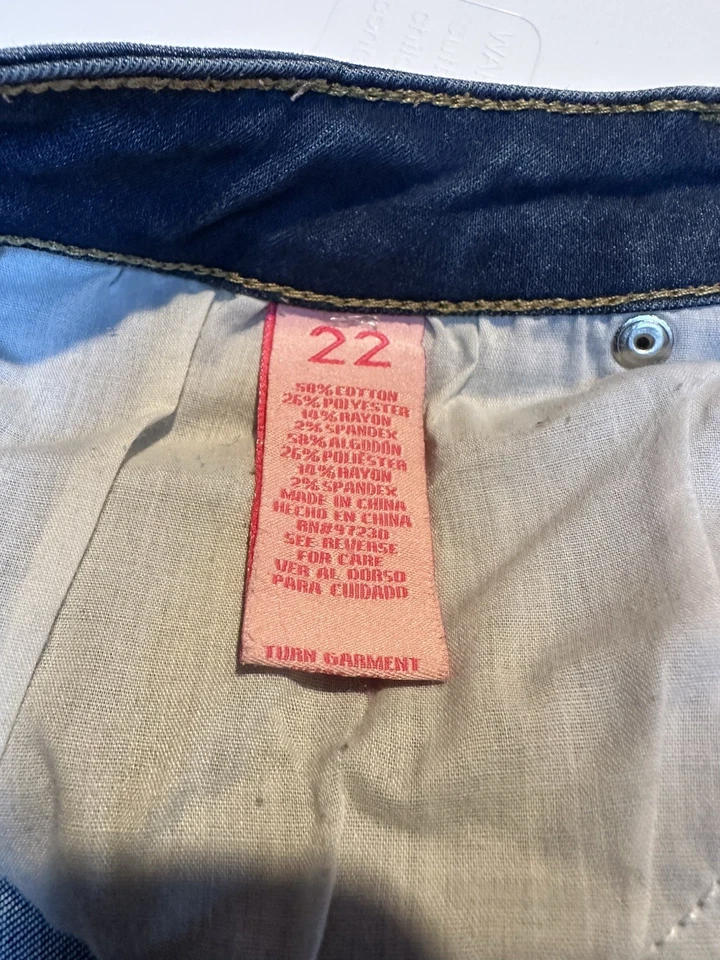 22
58% COTTON
26% POLYESTER
14% RAYON
2% SPANDEX
58% ALGODÓN
26% POLIÉSTER
14% RAYON
2% SPANDEX
MADE IN CHINA
HECHO EN CHINA
RN#97230
SEE REVERSE
FOR CARE
VER AL DORSO
PARA CUIDADO
TURN GARMENT